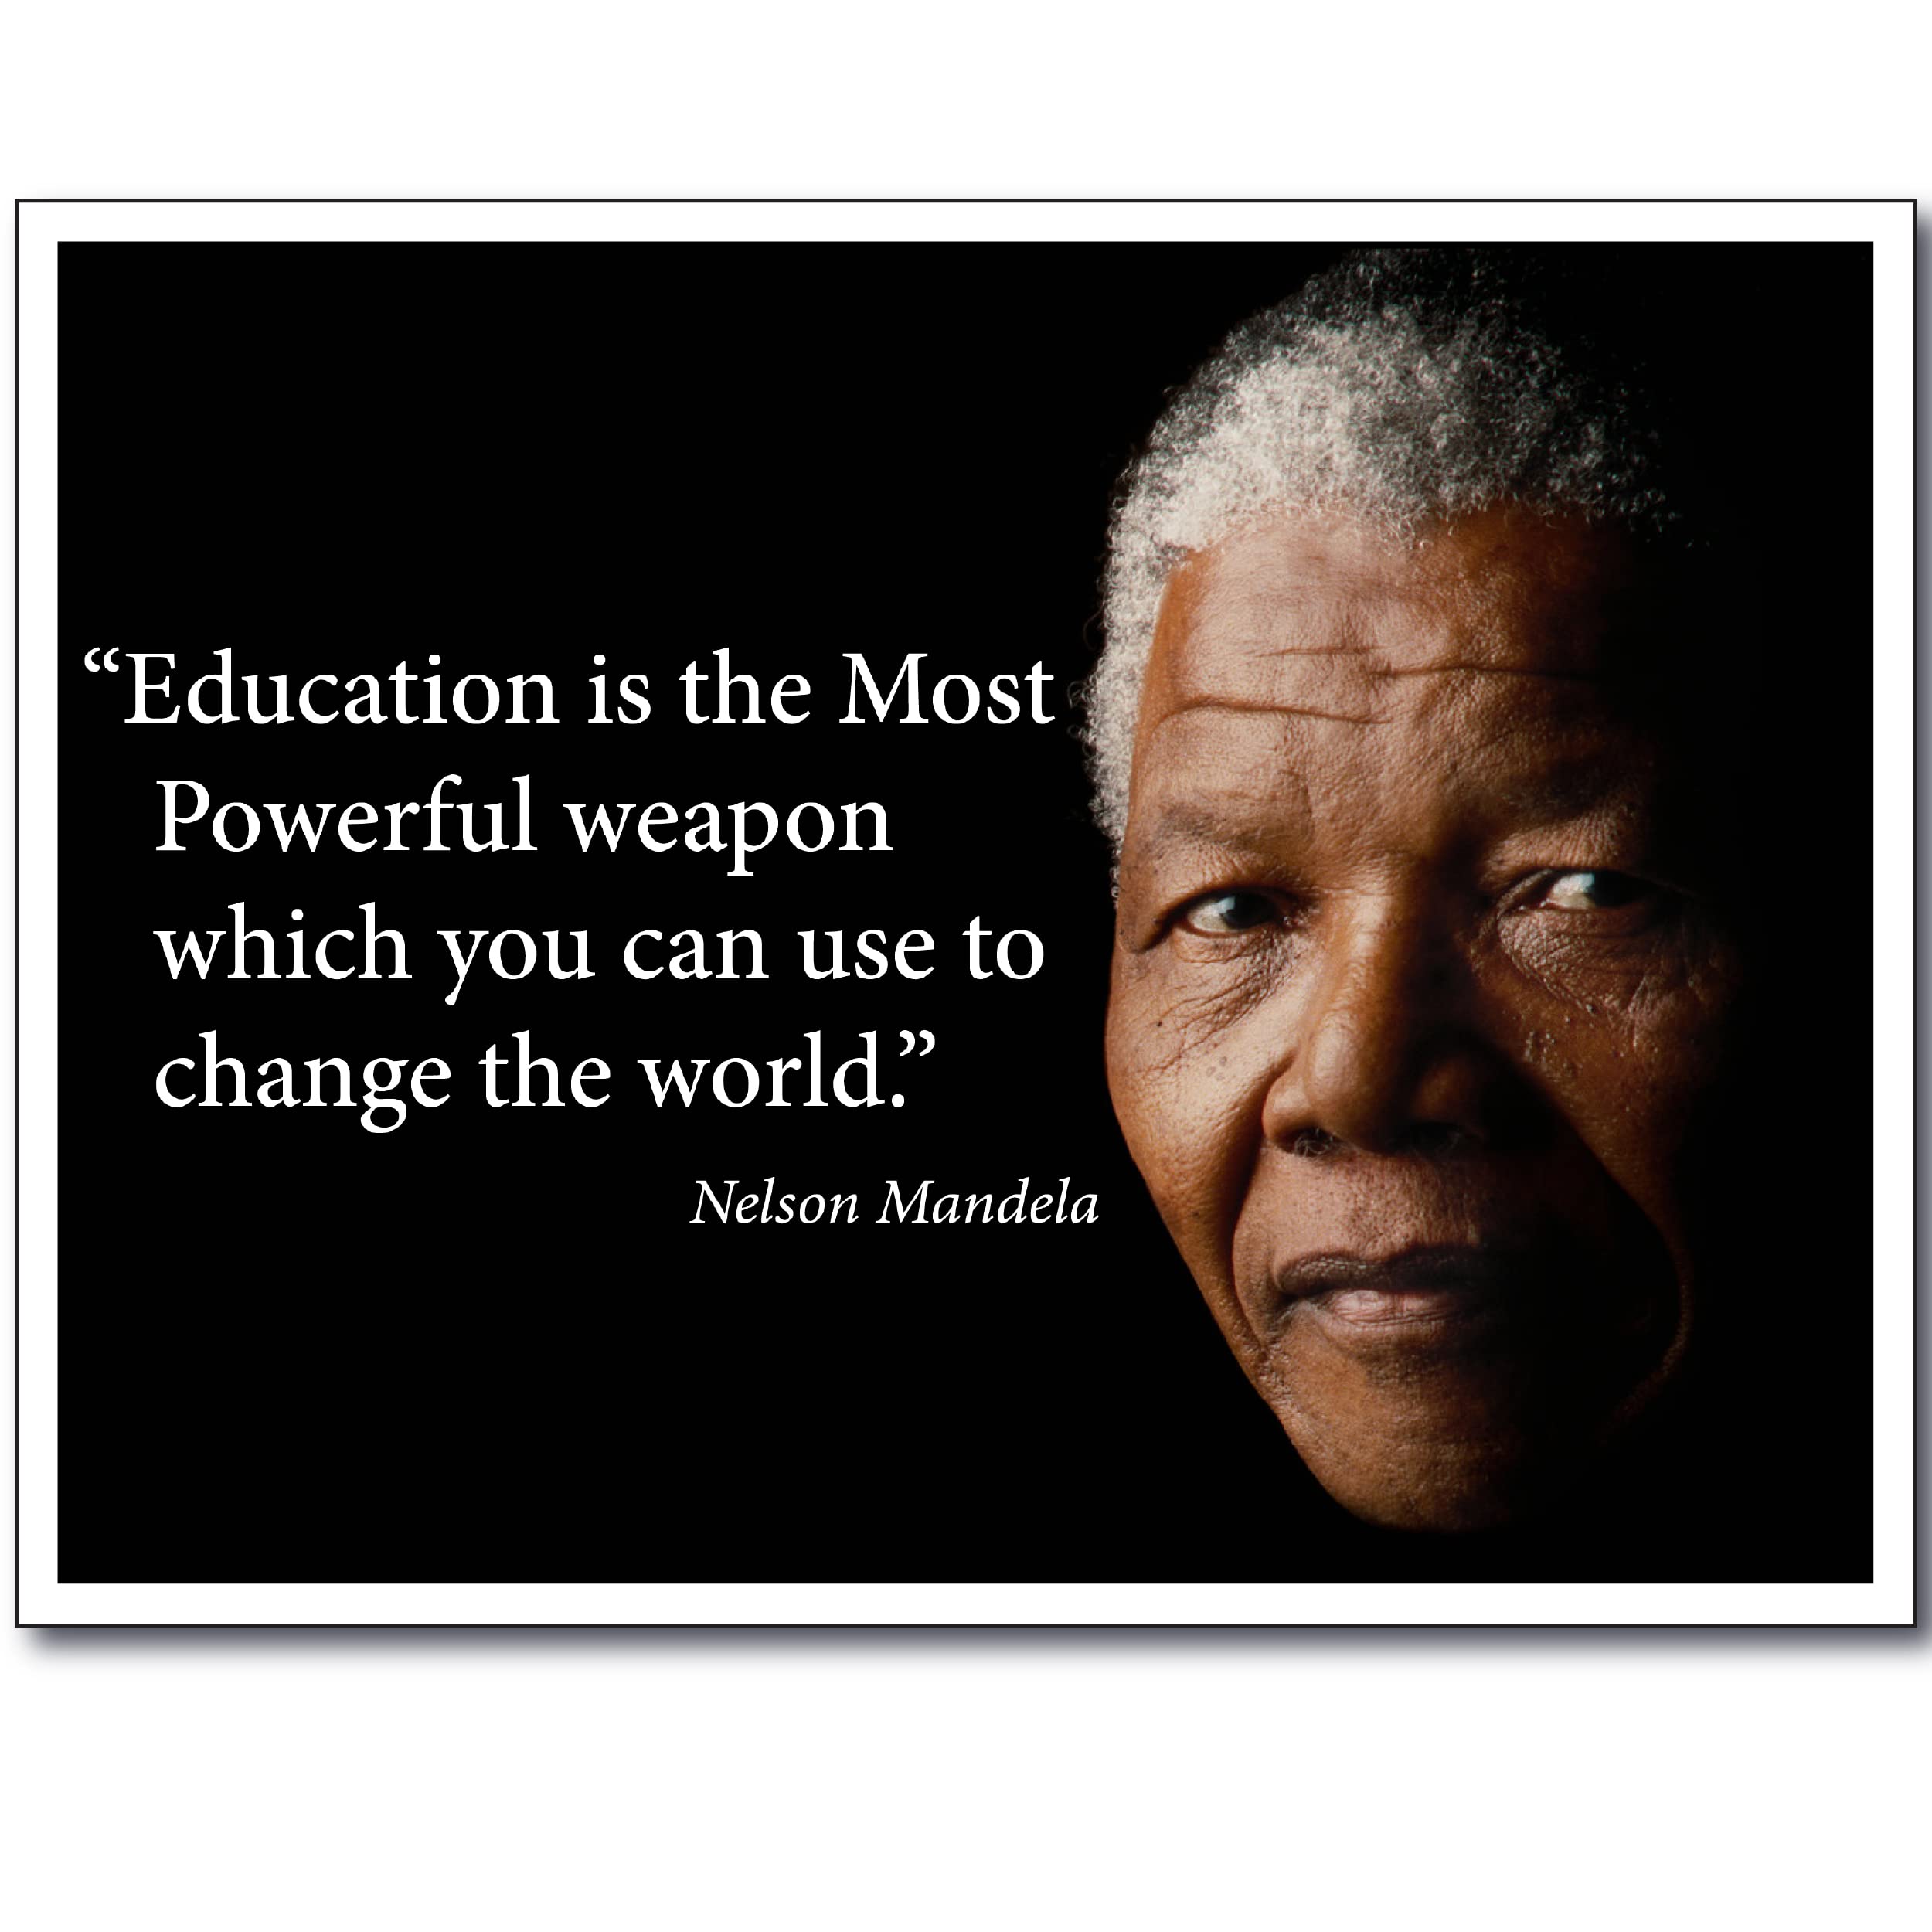 “Education is the Most
Powerful weapon
which you can use to
change the world.”
Nelson Mandela